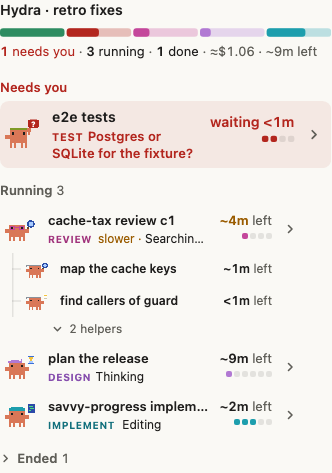 Hydra · retro fixes
1 needs you · 3 running · 1 done · ≈$1.06 · ~9m left
Needs you
e2e tests
waiting <1m
TEST Postgres or
SQLite for the fixture?
Running 3
cache-tax review c1
~4m left
REVIEW slower · Searchin...
map the cache keys
~1m left
find callers of guard
<1m left
2 helpers
plan the release
~9m left
DESIGN Thinking
savvy-progress implem...
~2m left
IMPLEMENT Editing
Ended 1